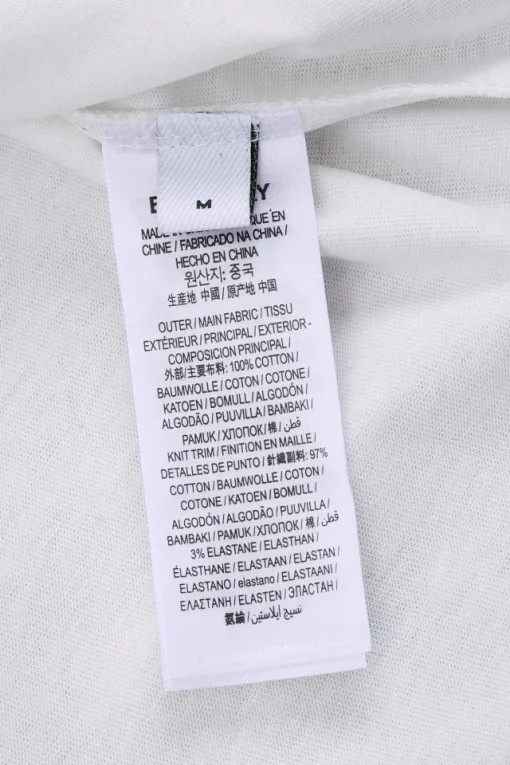 M
CHINE / FABRICADO NA CHINA /
HECHO EN CHINA
원산지: 중국
生産地 中國 / 原产地 中国
OUTER / MAIN FABRIC / TISSU
EXTÉRIEUR / PRINCIPAL / EXTERIOR -
COMPOSICION PRINCIPAL /
外部/主要布料: 100% COTTON /
BAUMWOLLE / COTON / COTONE /
KATOEN / BOMULL / ALGODÓN /
ALGODÃO / PUUVILLA / BAMBAKI /
PAMUK / ХЛОПОК / 棉 / قطن
KNIT TRIM / FINITION EN MAILLE /
DETALLES DE PUNTO / 針織副料: 97%
COTTON / BAUMWOLLE / COTON /
COTONE / KATOEN / BOMULL /
ALGODÓN / ALGODÃO / PUUVILLA /
BAMBAKI / PAMUK / ХЛОПОК / 棉 / قطن
3% ELASTANE / ELASTHAN /
ÉLASTHANE / ELASTAAN / ELASTAN /
ELASTANO / elastano / ELASTAANI /
ΕΛΑΣΤΑΝΗ / ELASTEN / ЭЛАСТАН /
氨綸 / نسيج ايلاستين